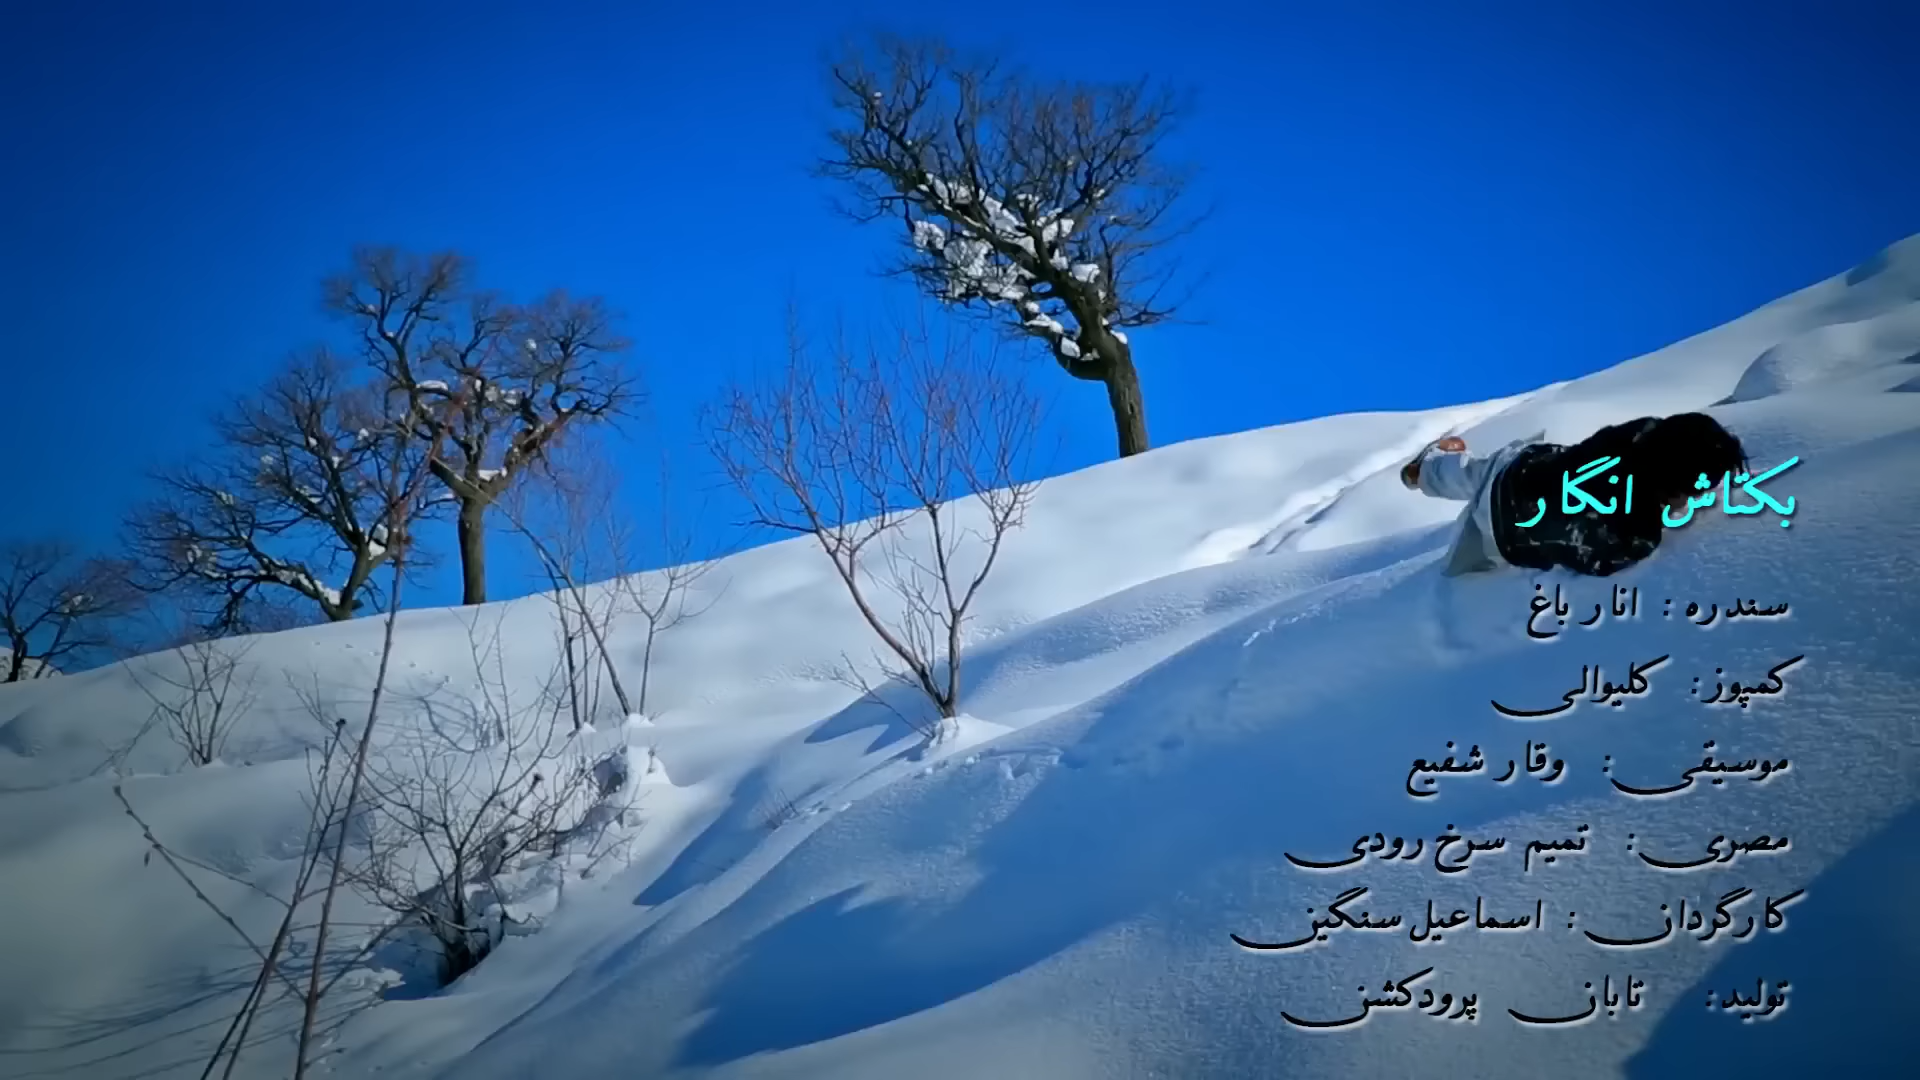 بکتاش انگار
سندره : انار باغ
کمپوز: کلیوالی
موسیقی: وقار شفیع
مصری: تمیم سرخ رودی
کارگردان : اسماعیل سنگین
تولید: تابان پرودکشن